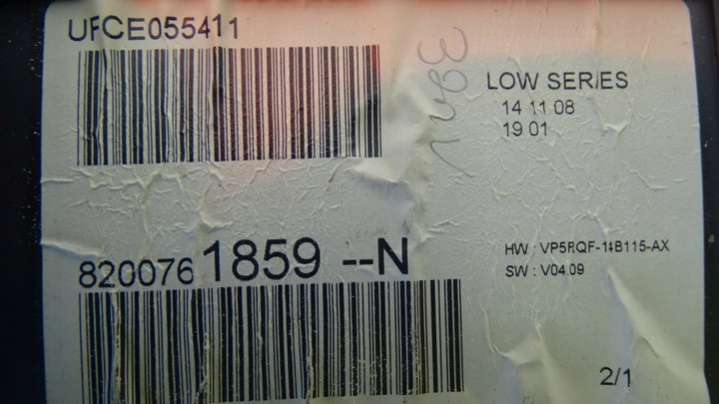 UFCE055411
LOW SERIES
14 11 08
19 01
8200761859 --N
HW : VP5RQF-14B115-AX
SW : V04.09
2/1